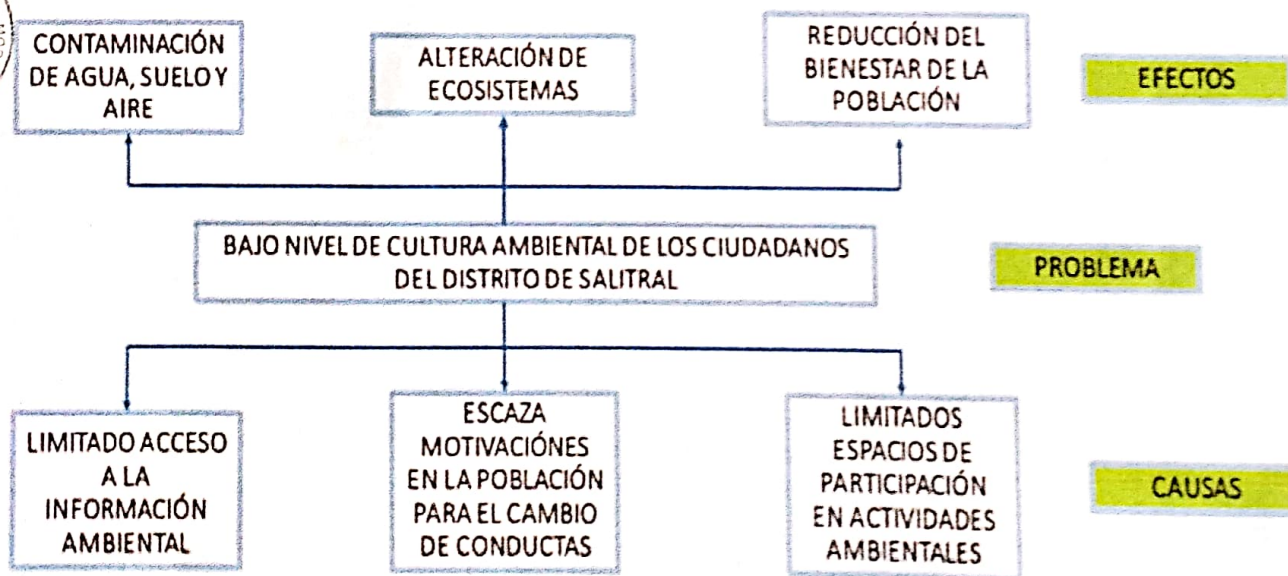 CONTAMINACIÓN
DE AGUA, SUELO Y
AIRE
ALTERACIÓN DE
ECOSISTEMAS
REDUCCIÓN DEL
BIENESTAR DE LA
POBLACIÓN
EFECTOS
BAJO NIVEL DE CULTURA AMBIENTAL DE LOS CIUDADANOS
DEL DISTRITO DE SALITRAL
PROBLEMA
LIMITADO ACCESO
A LA
INFORMACIÓN
AMBIENTAL
ESCAZA
MOTIVACIÓNES
EN LA POBLACIÓN
PARA EL CAMBIO
DE CONDUCTAS
LIMITADOS
ESPACIOS DE
PARTICIPACIÓN
EN ACTIVIDADES
AMBIENTALES
CAUSAS